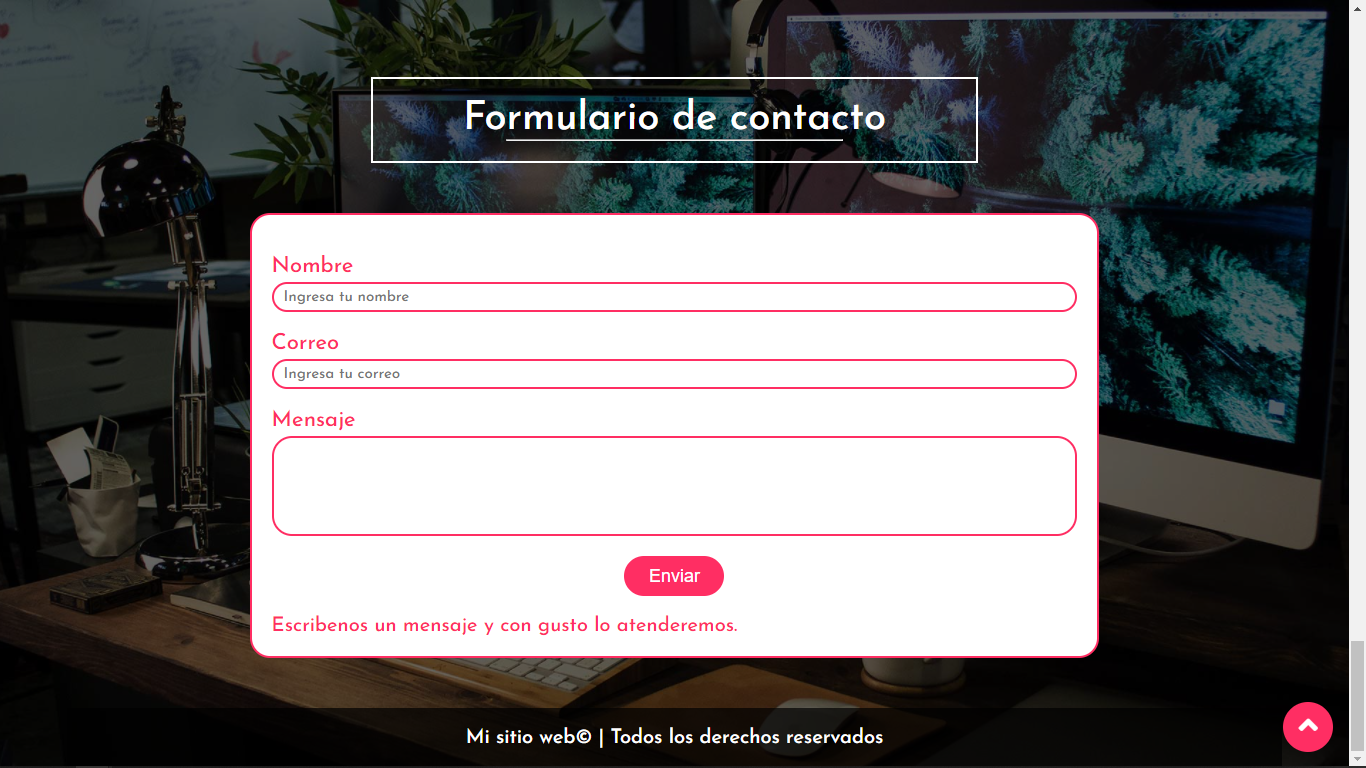 Formulario de contacto
Nombre
Ingresa tu nombre
Correo
Ingresa tu correo
Mensaje
Enviar
Escribenos un mensaje y con gusto lo atenderemos.
Mi sitio web© | Todos los derechos reservados